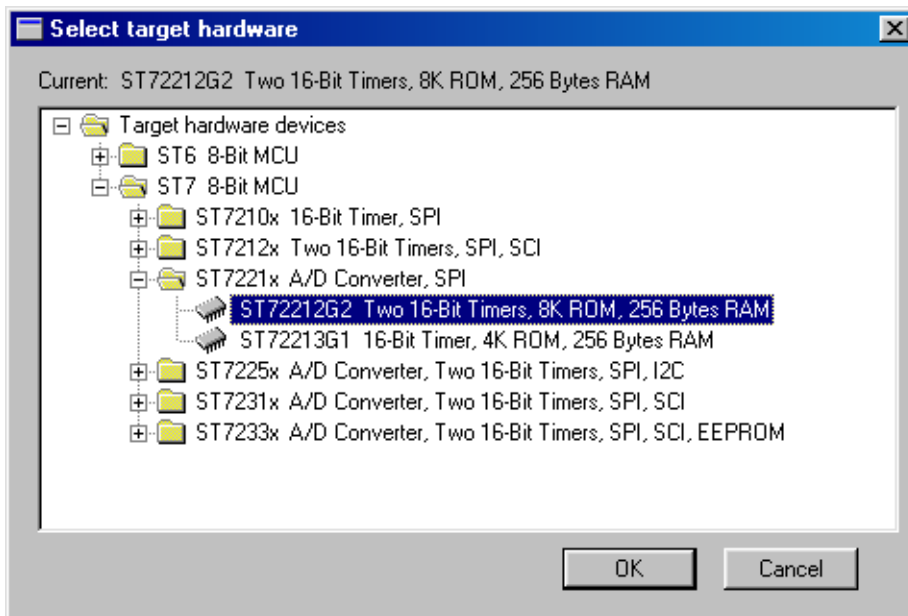 Select target hardware
Current: ST72212G2 Two 16-Bit Timers, 8K ROM, 256 Bytes RAM
Target hardware devices
ST6 8-Bit MCU
ST7 8-Bit MCU
ST7210x 16-Bit Timer, SPI
ST7212x Two 16-Bit Timers, SPI, SCI
ST7221x A/D Converter, SPI
ST72212G2 Two 16-Bit Timers, 8K ROM, 256 Bytes RAM
ST72213G1 16-Bit Timer, 4K ROM, 256 Bytes RAM
ST7225x A/D Converter, Two 16-Bit Timers, SPI, I2C
ST7231x A/D Converter, Two 16-Bit Timers, SPI, SCI
ST7233x A/D Converter, Two 16-Bit Timers, SPI, SCI, EEPROM
OK Cancel